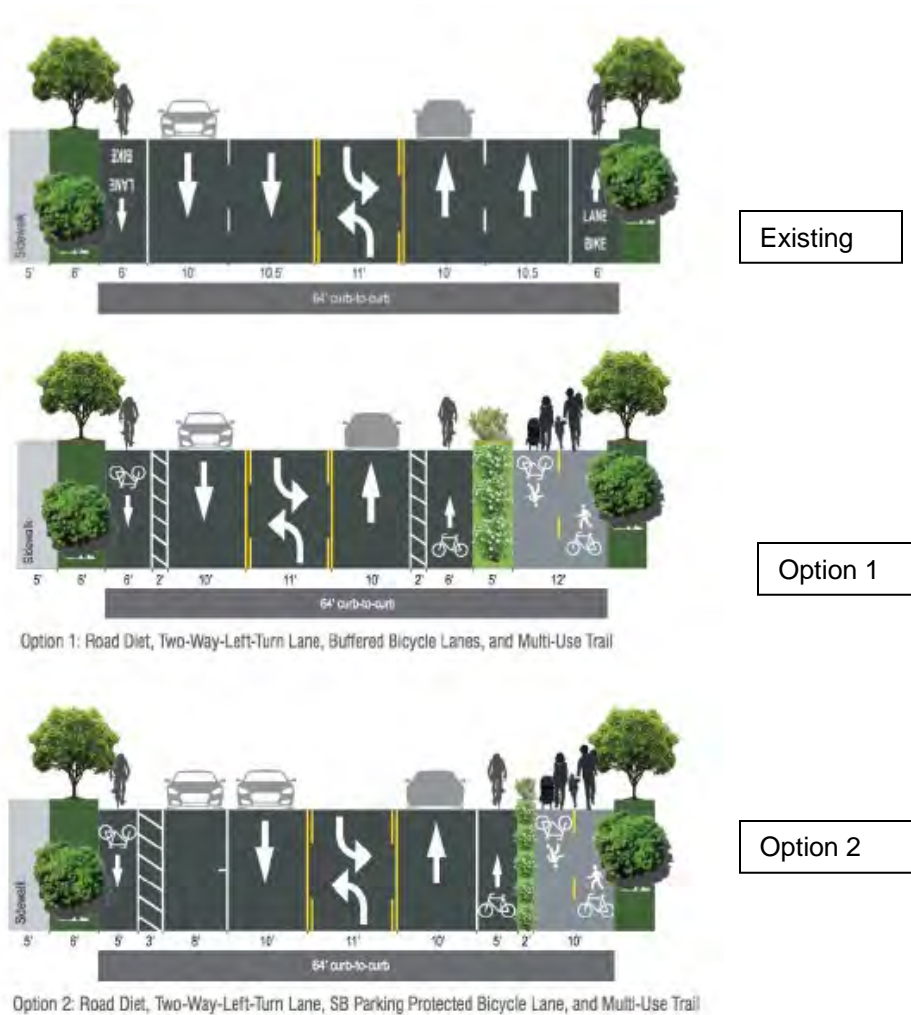 BIKE
LANE
LANE
BIKE
Sidewalk
5' 6' 6' 10' 10.5' 11' 10' 10.5 6'
64' curb-to-curb
Existing
Sidewalk
5' 6' 6' 2' 10' 11' 10' 2' 6' 5' 12'
64' curb-to-curb
Option 1
Option 1: Road Diet, Two-Way-Left-Turn Lane, Buffered Bicycle Lanes, and Multi-Use Trail
Sidewalk
5' 6' 5' 3' 8' 10' 11' 10' 5' 2' 10'
64' curb-to-curb
Option 2
Option 2: Road Diet, Two-Way-Left-Turn Lane, SB Parking Protected Bicycle Lane, and Multi-Use Trail